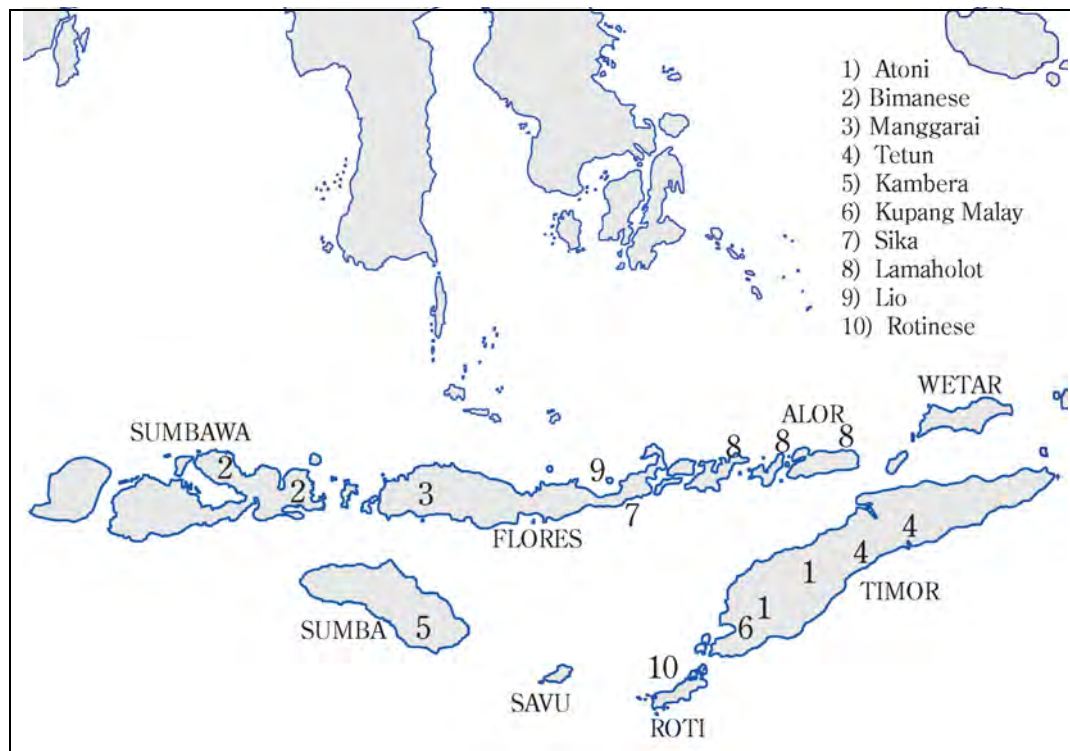 1) Atoni
2) Bimanese
3) Manggarai
4) Tetun
5) Kambera
6) Kupang Malay
7) Sika
8) Lamaholot
9) Lio
10) Rotinese
WETAR
ALOR
SUMBAWA
8 8 8
2
9
2
3
7
FLORES
4
4
1
TIMOR
1
SUMBA 5
6
10
SAVU
ROTI